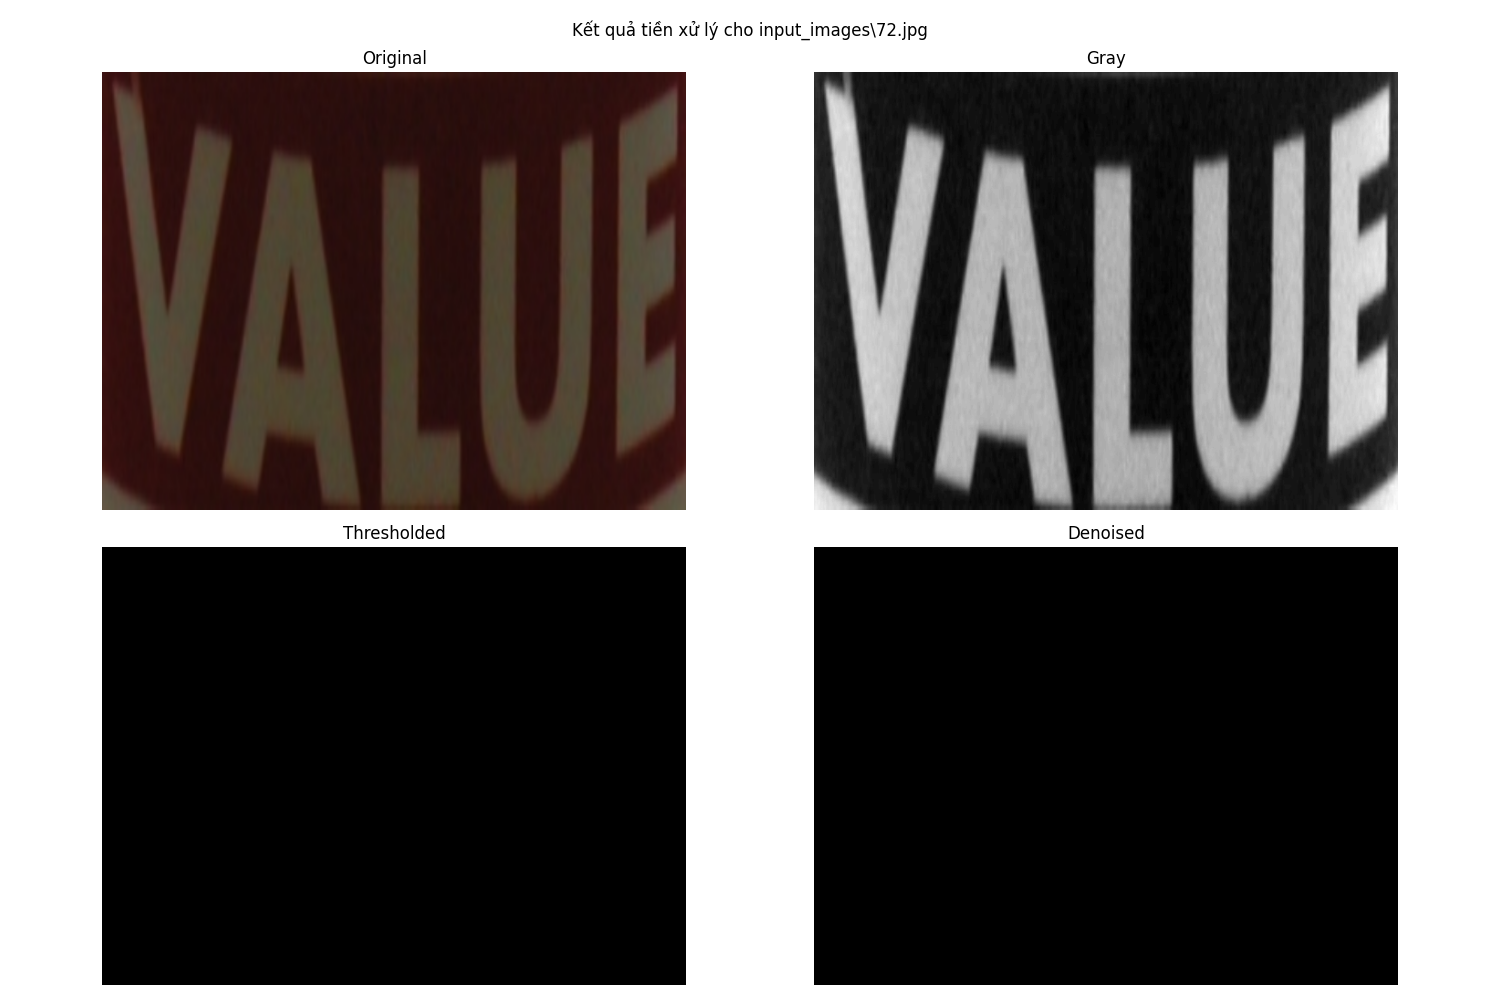 Kết quả tiền xử lý cho input_images\72.jpg
Original
Gray
VALUE
VALUE
Thresholded
Denoised